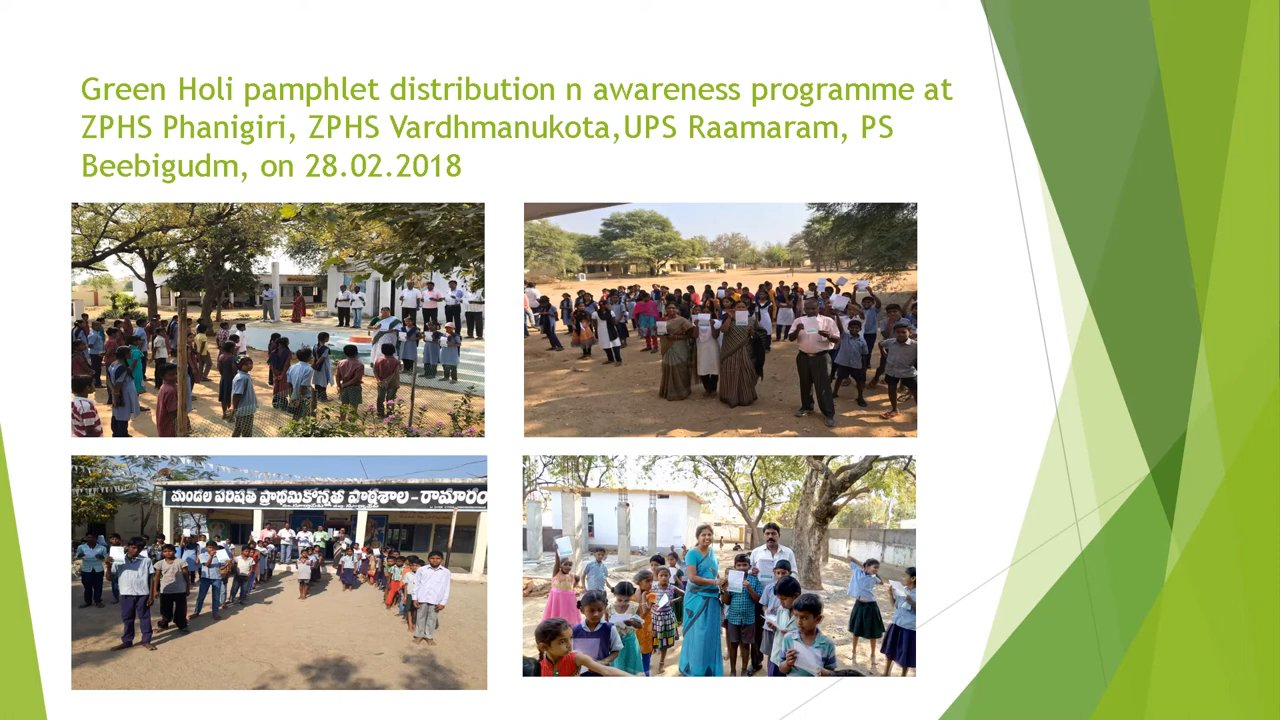 Green Holi pamphlet distribution n awareness programme at
ZPHS Phanigiri, ZPHS Vardhmanukota,UPS Raamaram, PS
Beebigudm, on 28.02.2018
మండల పరిషత్ ప్రాథమికోన్నత పాఠశాల - రామారం